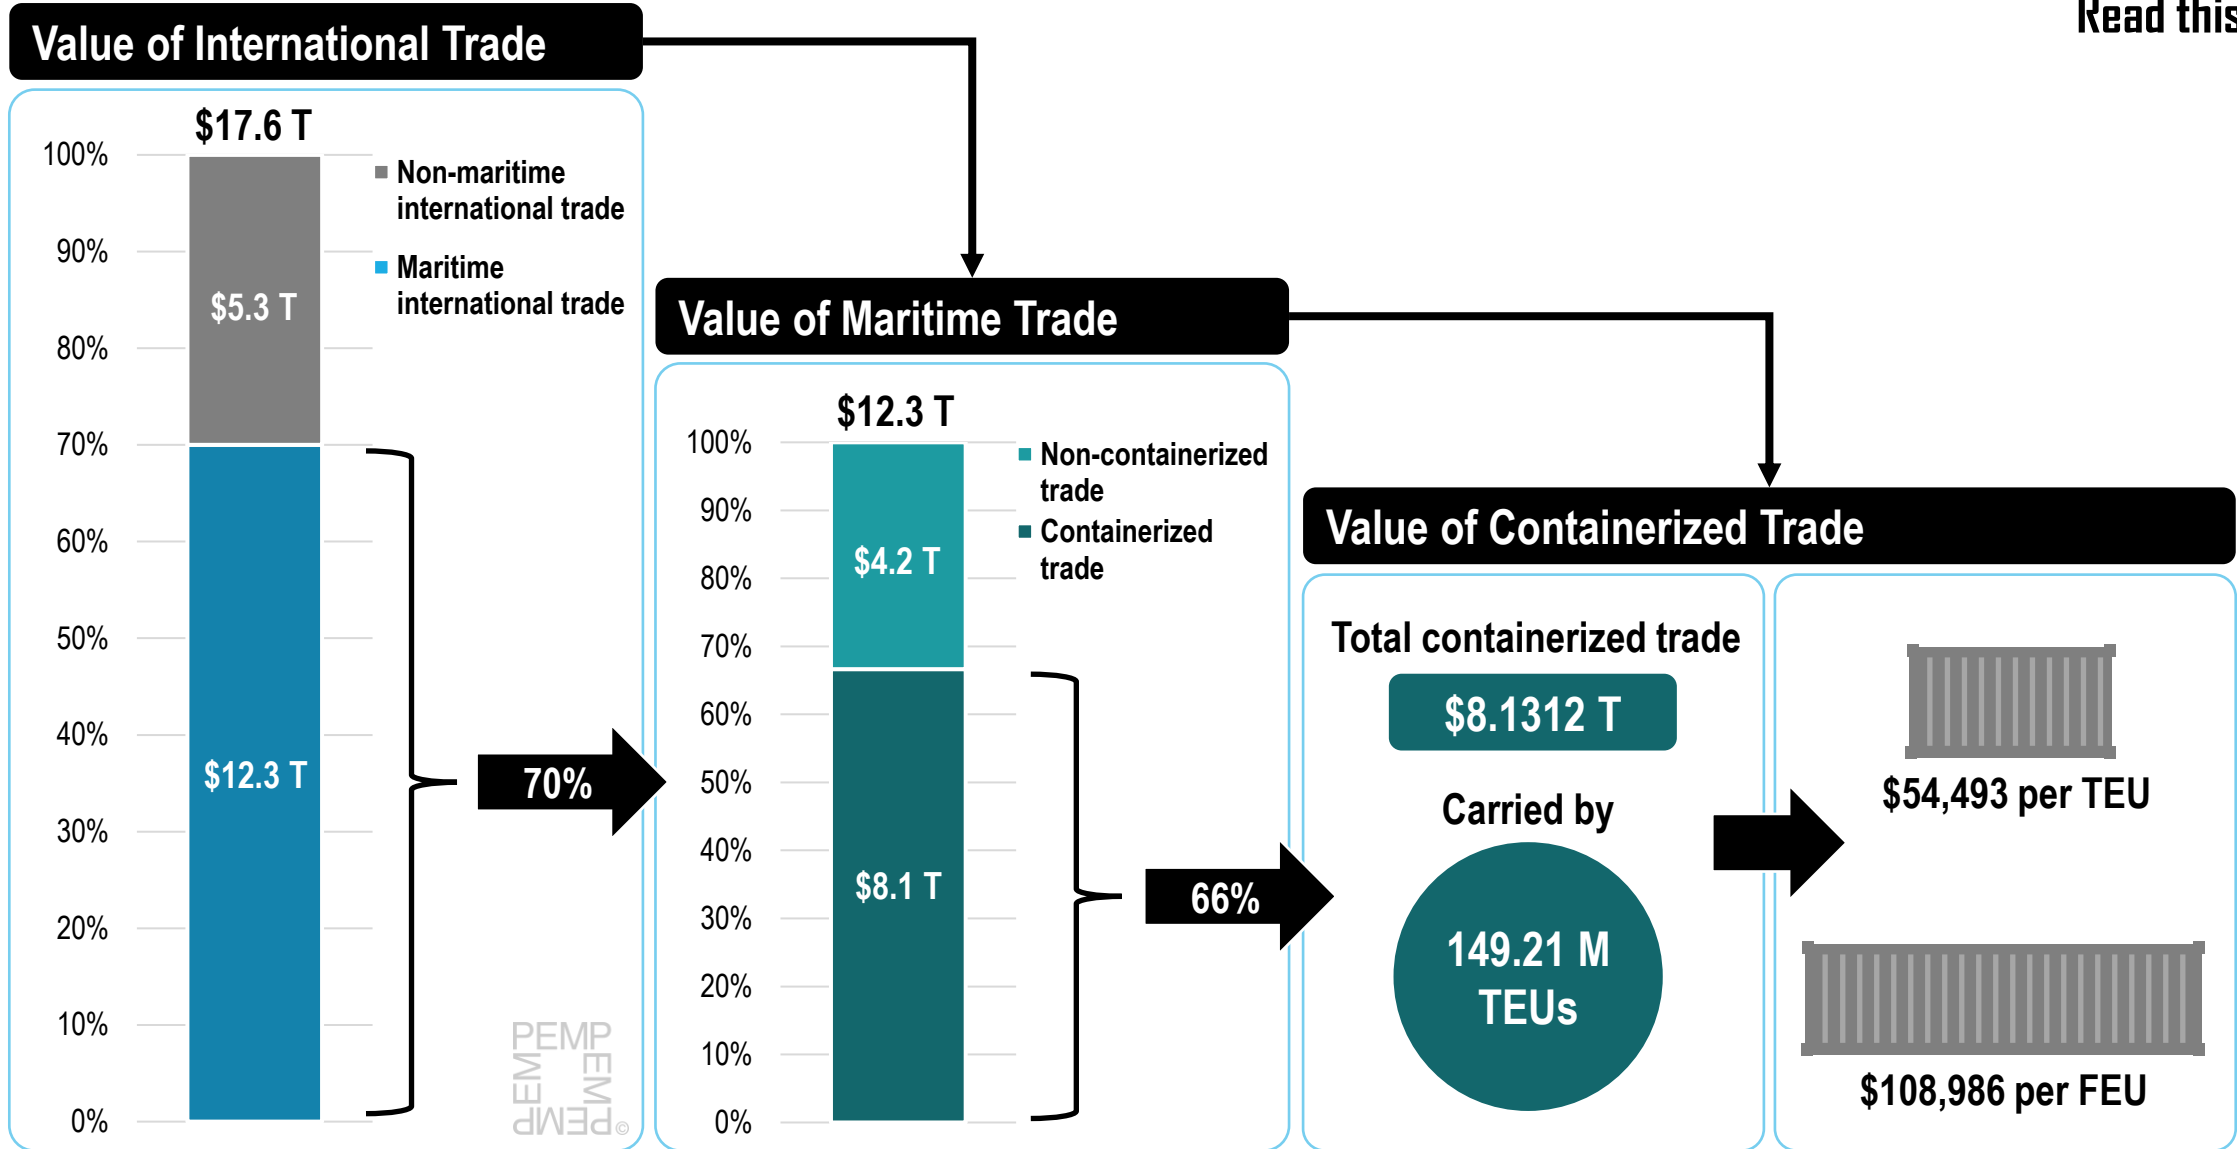 Read this
Value of International Trade
$17.6 T
100%
90%
80%
70%
60%
50%
40%
30%
20%
10%
0%
$5.3 T
$12.3 T
Non-maritime
international trade
Maritime
international trade
70%
PEMP
PEMP
PEMP
PEMP
©
Value of Maritime Trade
$12.3 T
100%
90%
80%
70%
60%
50%
40%
30%
20%
10%
0%
$4.2 T
$8.1 T
Non-containerized
trade
Containerized
trade
66%
Value of Containerized Trade
Total containerized trade
$8.1312 T
Carried by
149.21 M
TEUs
$54,493 per TEU
$108,986 per FEU